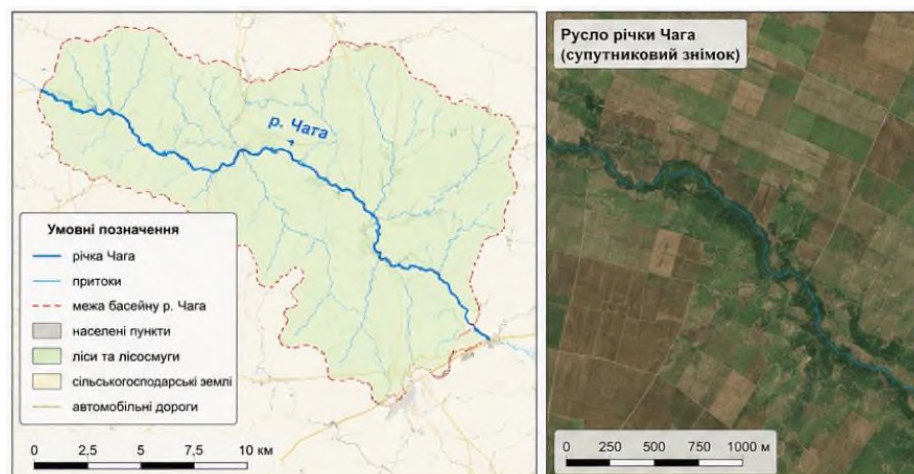 р. Чага
Умовні позначення
річка Чага
притоки
межа басейну р. Чага
населені пункти
ліси та лісосмуги
сільськогосподарські землі
автомобільні дороги
0 2,5 5 7,5 10 км
Русло річки Чага
(супутниковий знімок)
0 250 500 750 1000 м